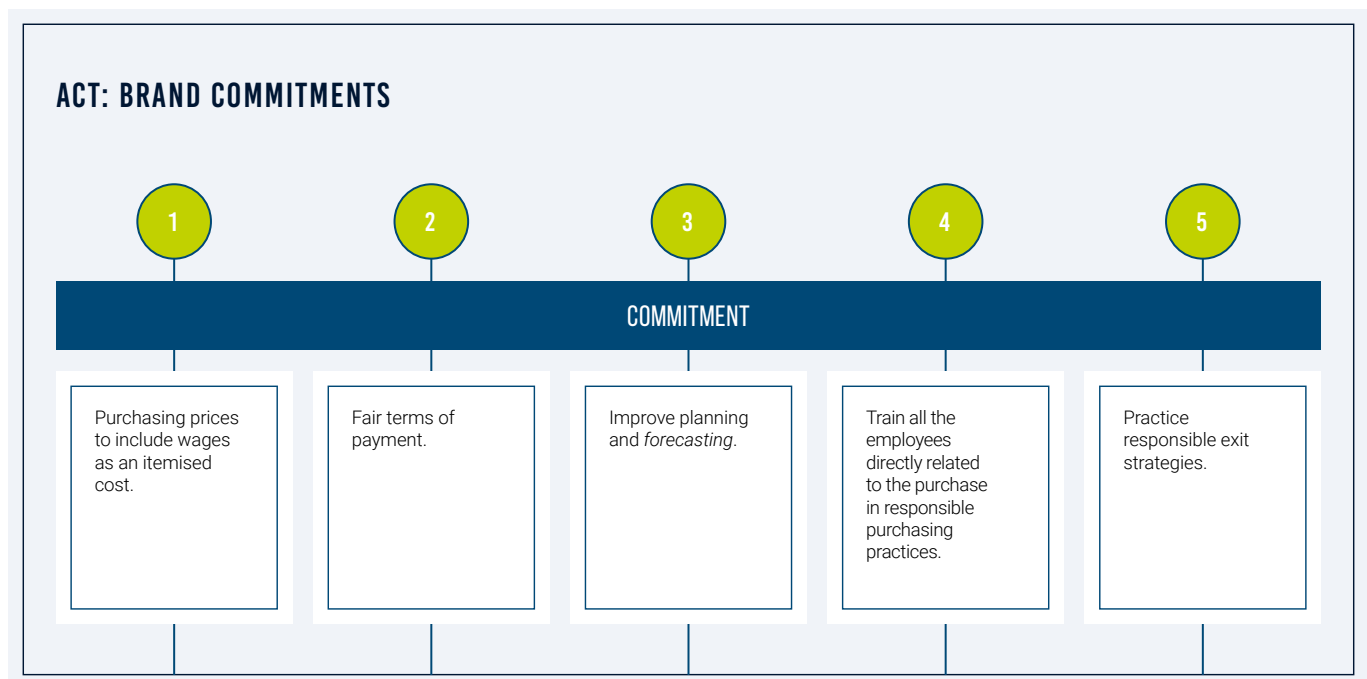 ACT: BRAND COMMITMENTS
1
2
3
4
5
COMMITMENT
Purchasing prices
to include wages
as an itemised
cost.
Fair terms of
payment.
Improve planning
and forecasting.
Train all the
employees
directly related
to the purchase
in responsible
purchasing
practices.
Practice
responsible exit
strategies.